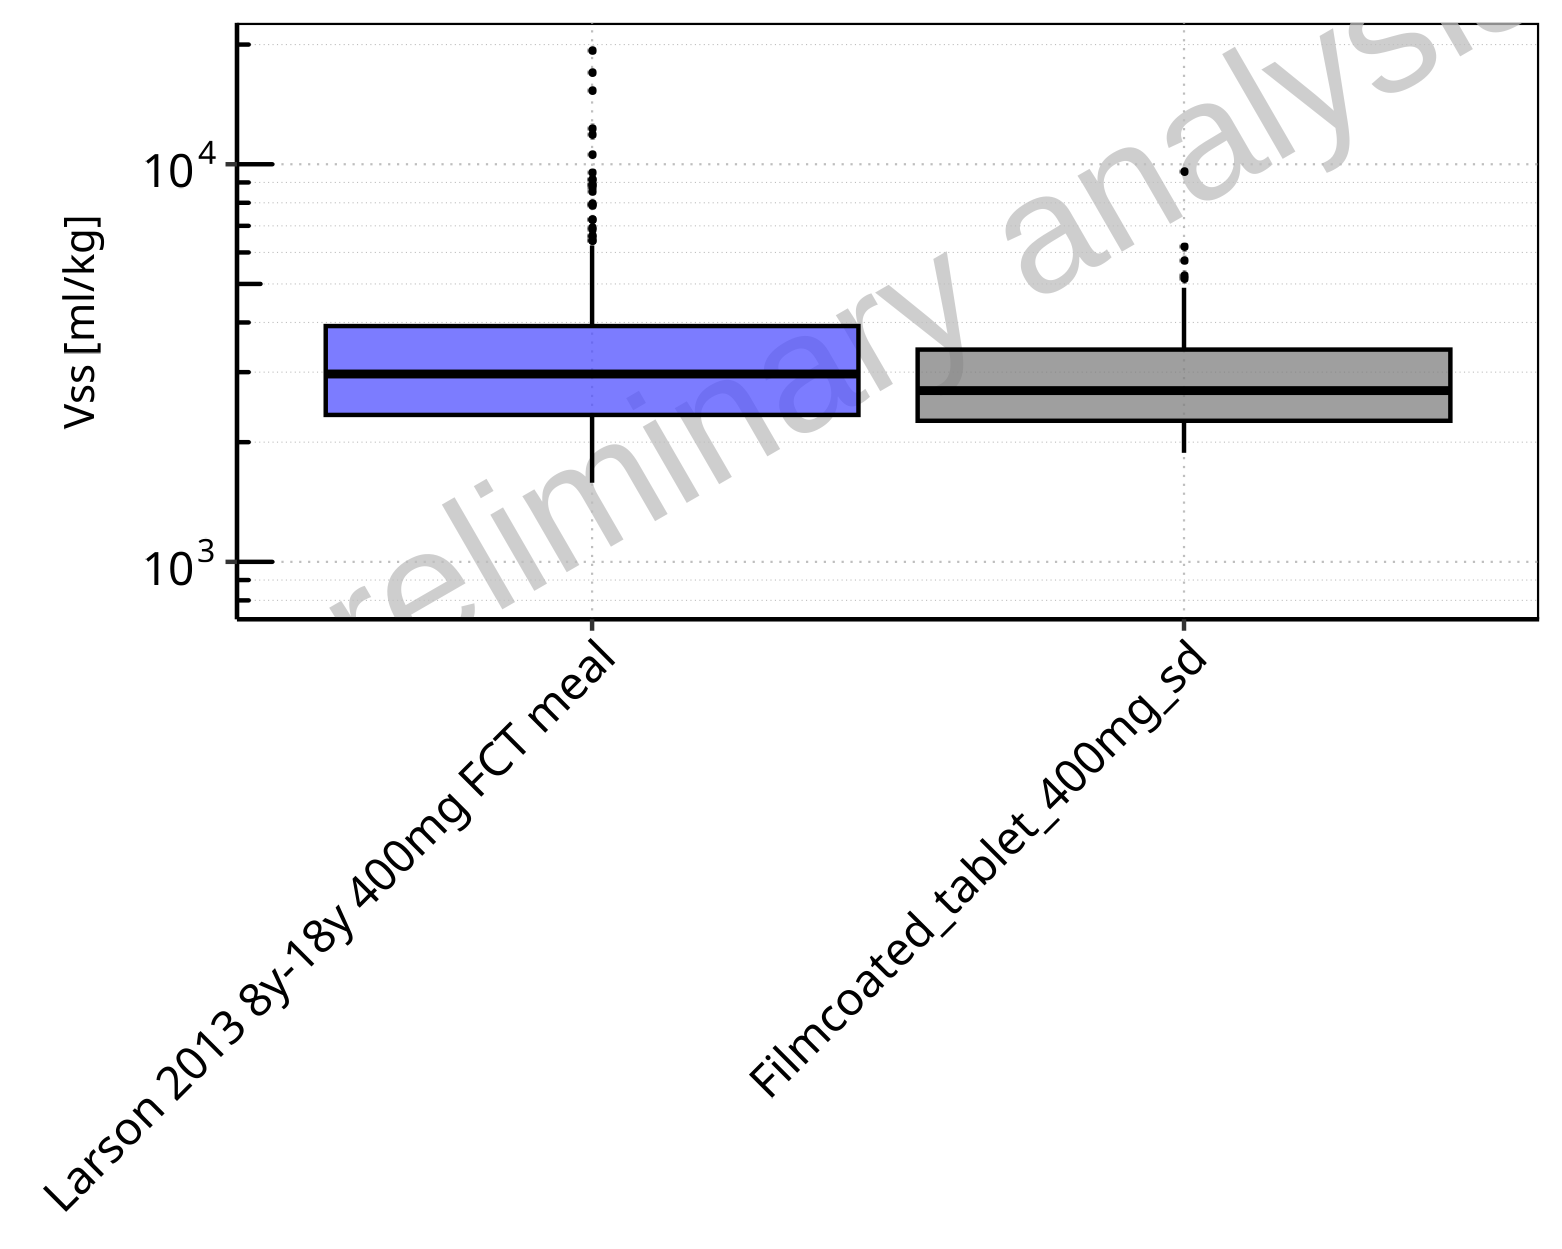 10^4
10^3
Vss [ml/kg]
reliminary analysis
Larson 2013 8y-18y 400mg FCT meal
Filmcoated_tablet_400mg_sd